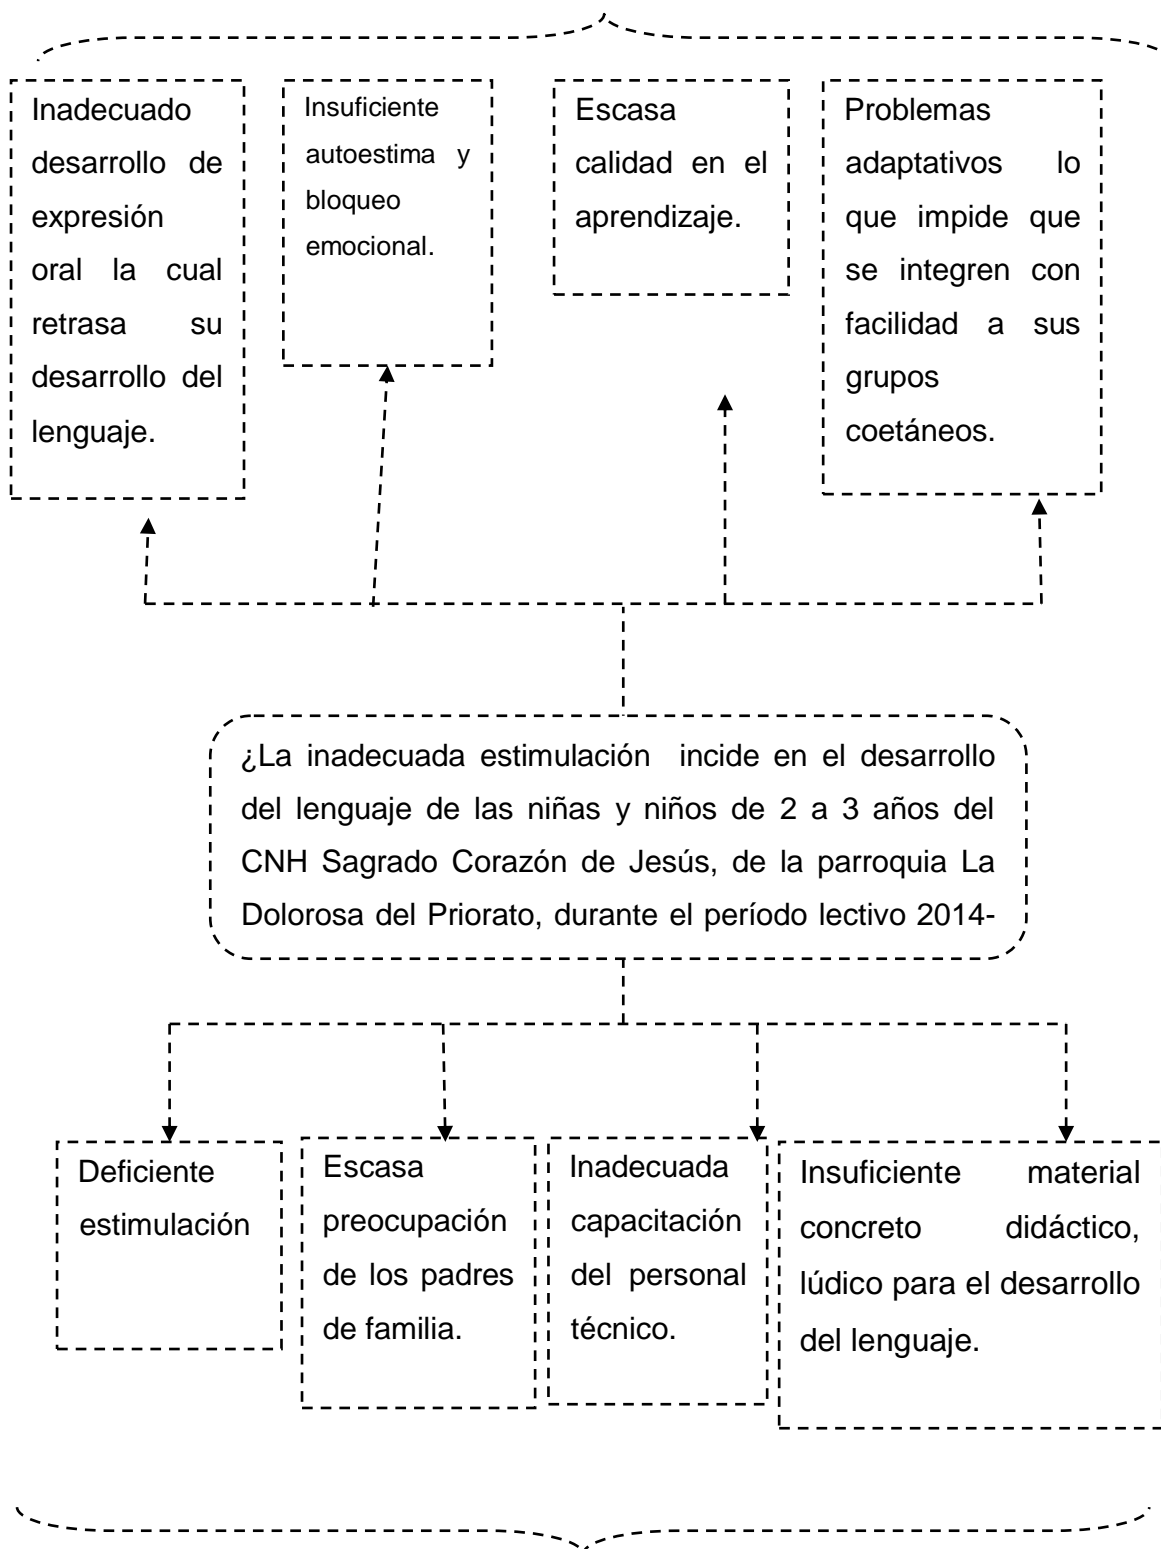 Inadecuado
desarrollo de
expresión
oral la cual
retrasa su
desarrollo del
lenguaje.
Insuficiente
autoestima y
bloqueo
emocional.
Escasa
calidad en el
aprendizaje.
Problemas
adaptativos lo
que impide que
se integren con
facilidad a sus
grupos
coetáneos.
¿La inadecuada estimulación incide en el desarrollo
del lenguaje de las niñas y niños de 2 a 3 años del
CNH Sagrado Corazón de Jesús, de la parroquia La
Dolorosa del Priorato, durante el período lectivo 2014-
Deficiente
estimulación
Escasa
preocupación
de los padres
de familia.
Inadecuada
capacitación
del personal
técnico.
Insuficiente material
concreto didáctico,
lúdico para el desarrollo
del lenguaje.